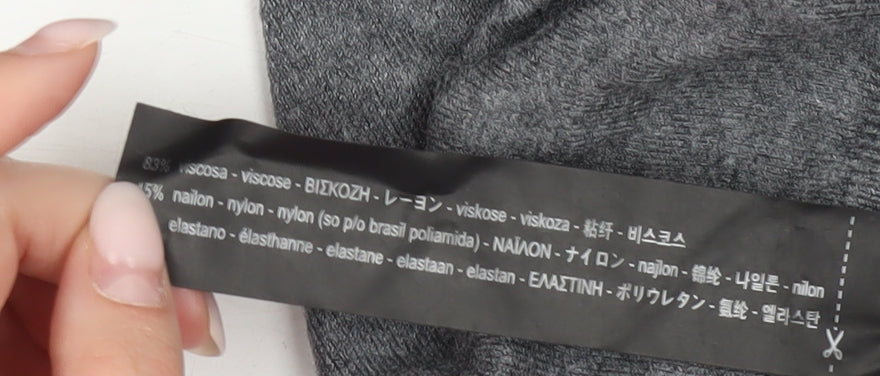 83% viscosa - viscose - ΒΙΣΚΟΖΗ - レーヨン - viskose - viskoza - 粘纤 - 비스코스
15% nailon - nylon - nylon (so p/o brasil poliamida) - ΝΑΪΛΟΝ - ナイロン - najlon - 锦纶 - 나일론 - nilon
elastano - élasthanne - elastane - elastaan - elastan - ΕΛΑΣΤΙΝΗ - ポリウレタン - 氨纶 - 엘라스탄